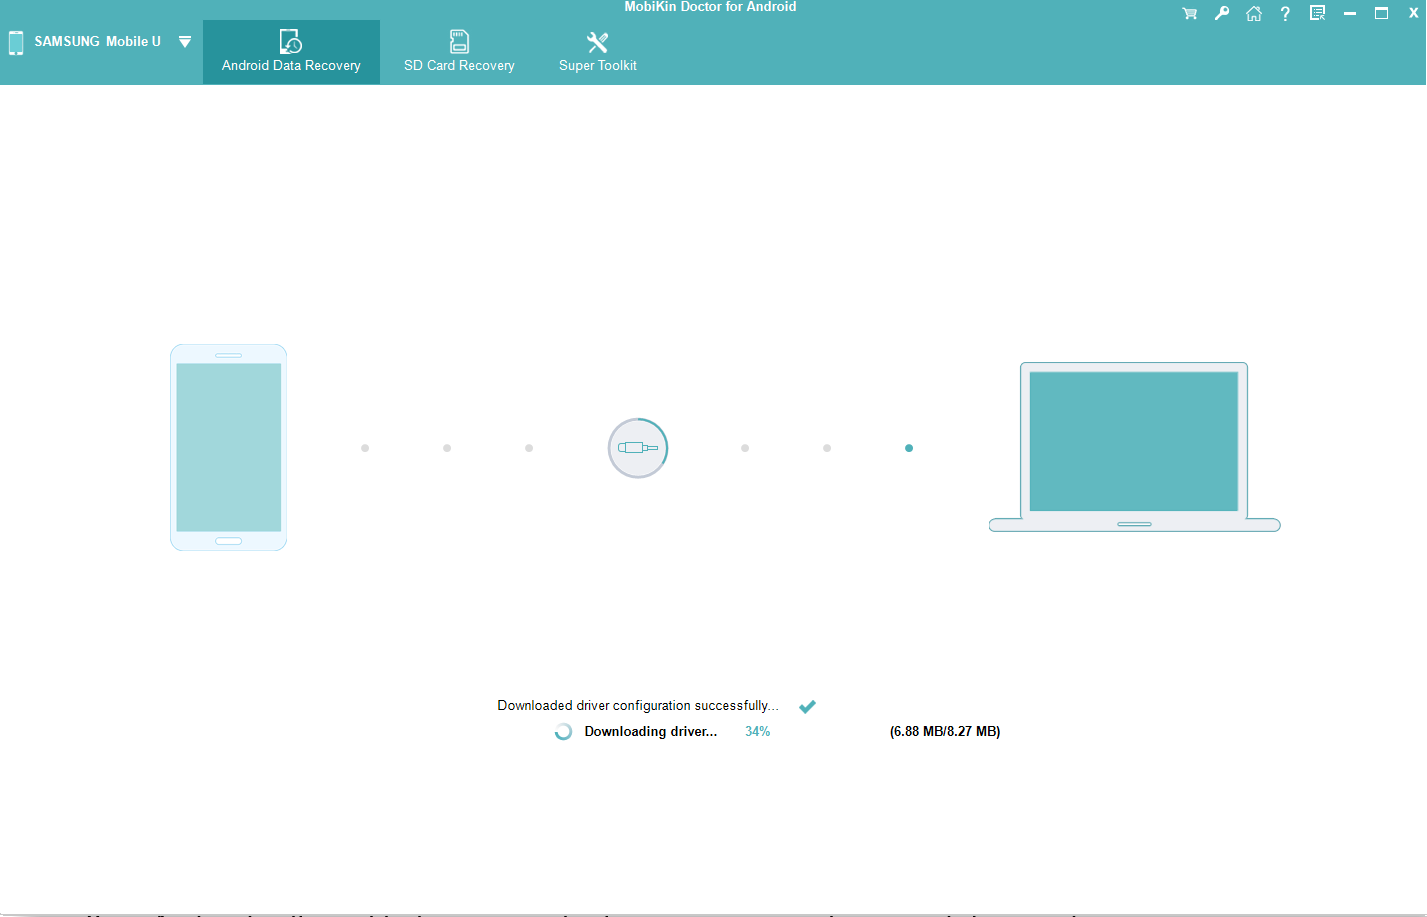 MobiKin Doctor for Android
SAMSUNG Mobile U
Android Data Recovery
SD Card Recovery
Super Toolkit
Downloaded driver configuration successfully...
Downloading driver... 34% (6.88 MB/8.27 MB)